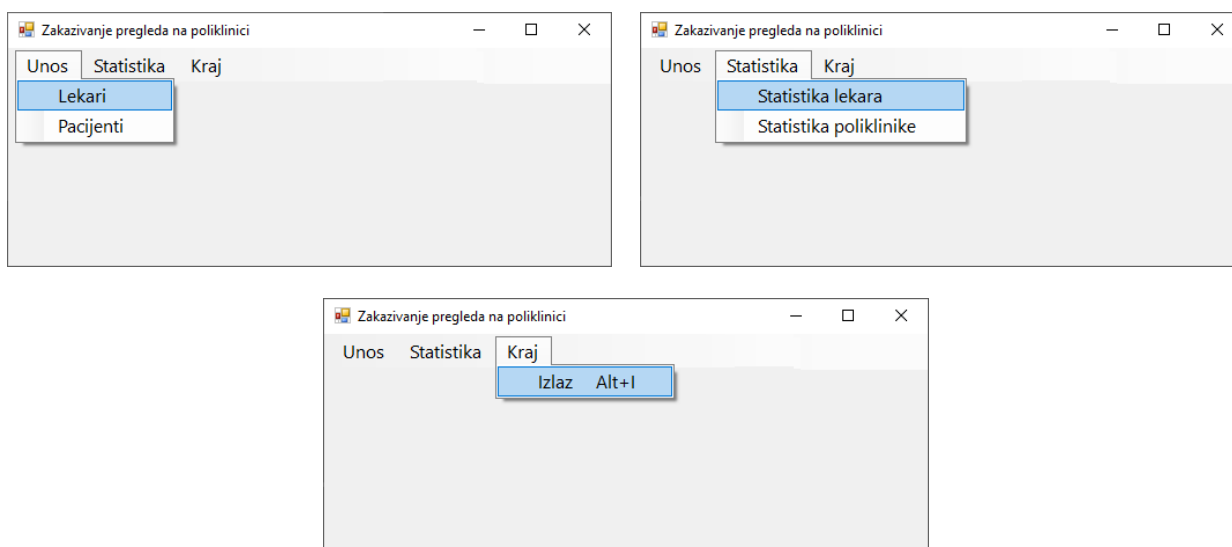 Zakazivanje pregleda na poliklinici
Unos Statistika Kraj
Lekari
Pacijenti
Zakazivanje pregleda na poliklinici
Unos Statistika Kraj
Statistika lekara
Statistika poliklinike
Zakazivanje pregleda na poliklinici
Unos Statistika Kraj
Izlaz Alt+I